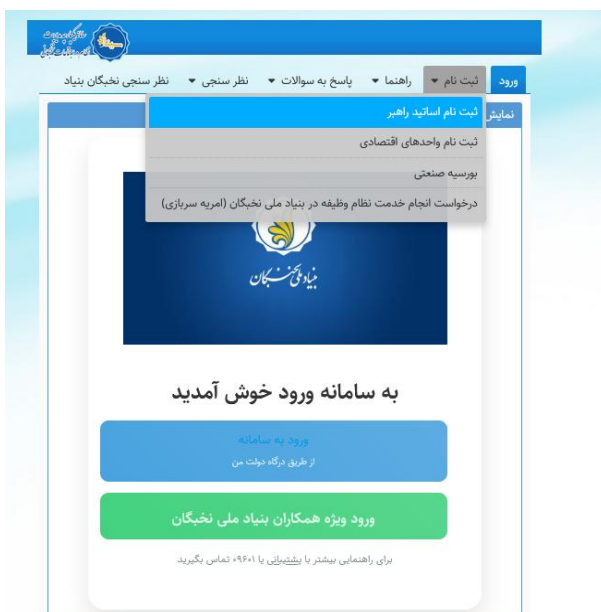 ورود
ثبت نام
راهنما
پاسخ به سوالات
نظر سنجی
نظر سنجی نخبگان بنیاد
نمایش
ثبت نام اساتید راهبر
ثبت نام واحدهای اقتصادی
بورسیه صنعتی
درخواست انجام خدمت نظام وظیفه در بنیاد ملی نخبگان (امریه سربازی)
بنیاد ملی نخبگان
به سامانه ورود خوش آمدید
ورود به سامانه
از طریق درگاه دولت من
ورود ویژه همکاران بنیاد ملی نخبگان
برای راهنمایی بیشتر با پشتیبانی یا ۰۹۶۰۱ تماس بگیرید